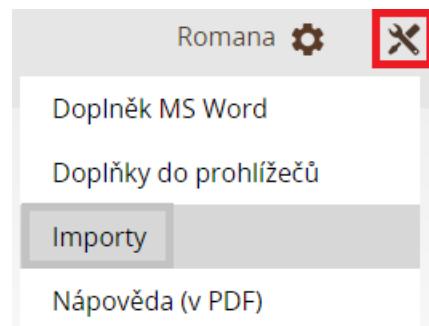 Romana
Doplněk MS Word
Doplňky do prohlížečů
Importy
Nápověda (v PDF)